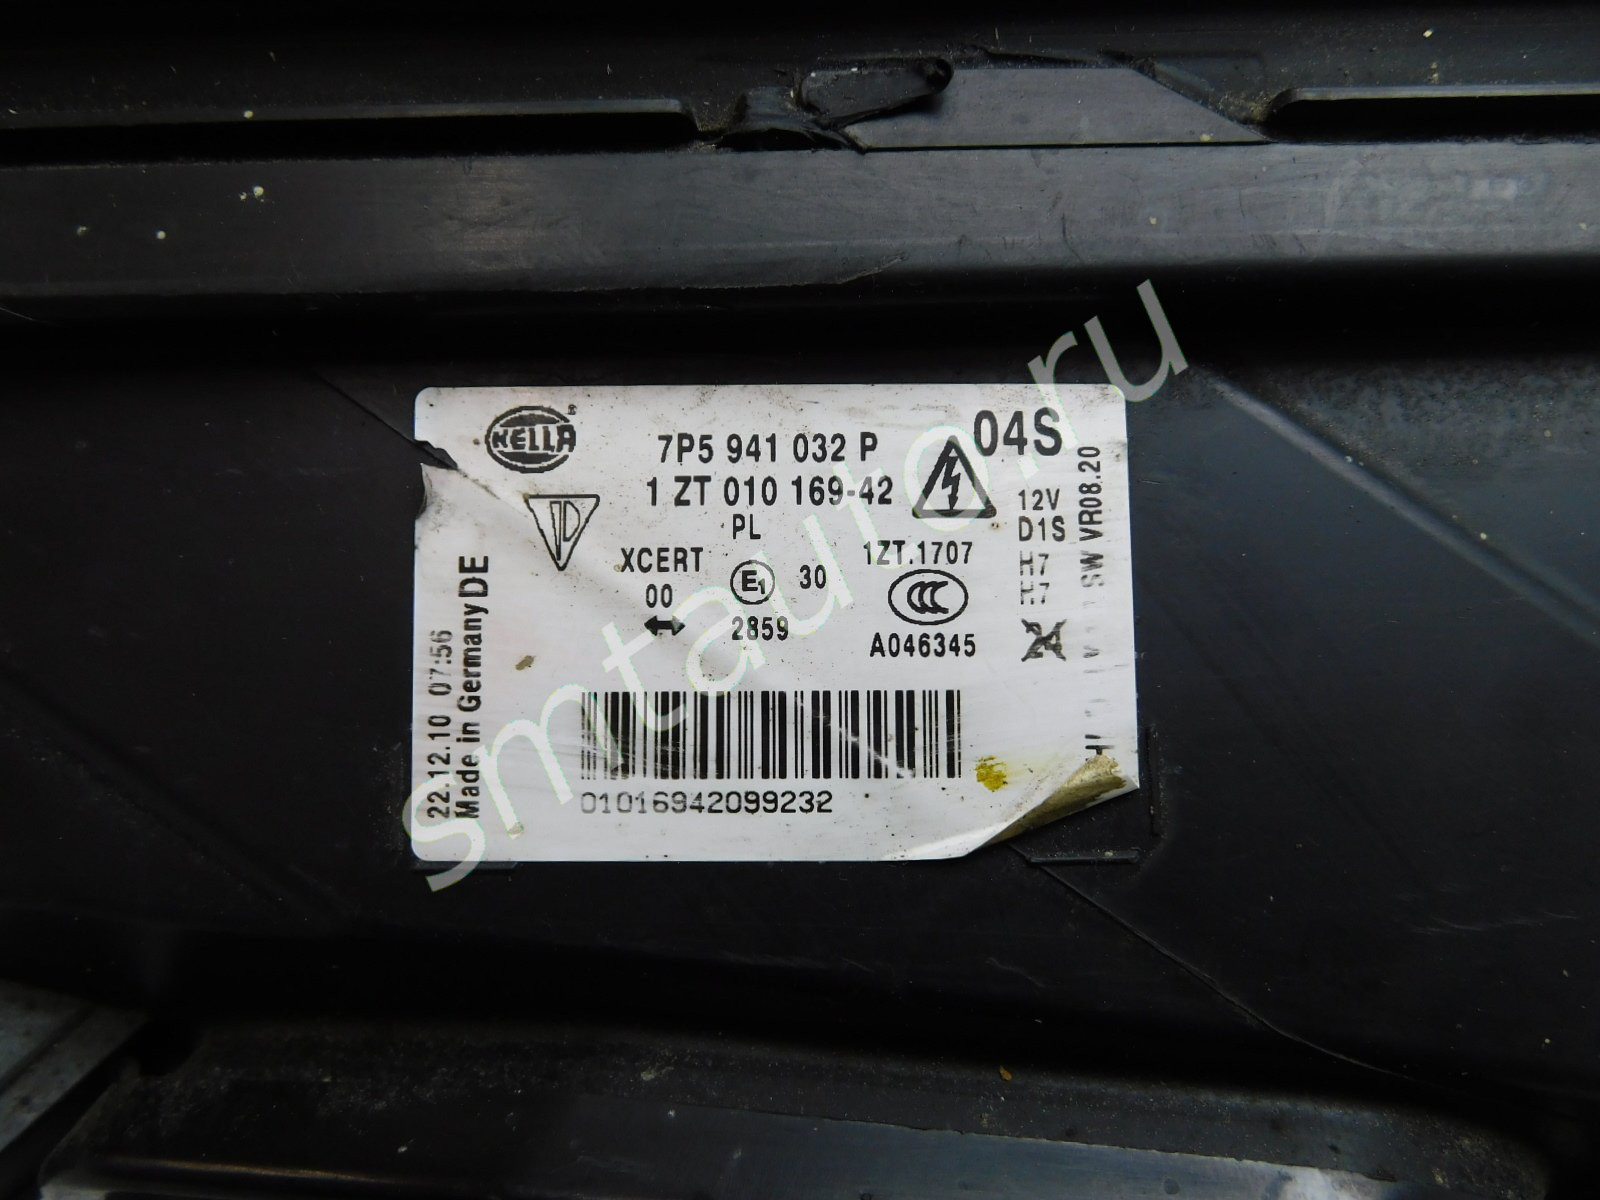 HELLA
7P5 941 032 P
04S
1 ZT 010 169-42
PL
12V
D1S
H7
H7
XCERT
00
E1
30
2859
1ZT.1707
CCC
A046345
24
SW VR08.20
22.12.10 07:56
Made in Germany DE
01016942099232
smtauto.ru